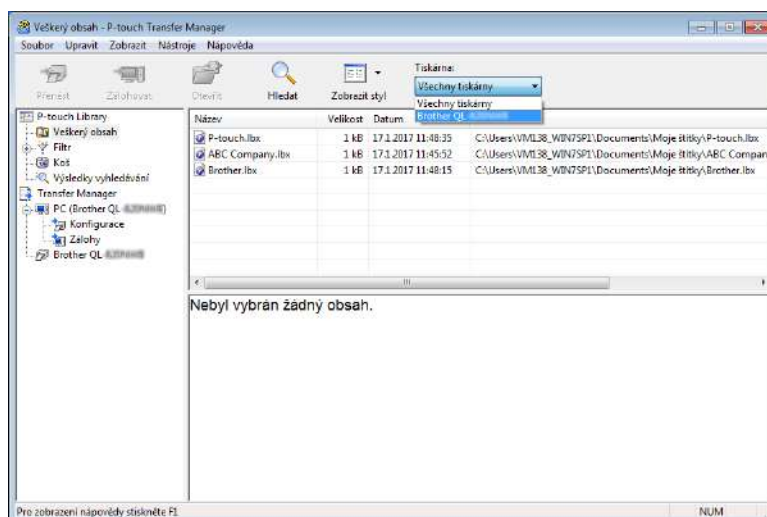 Veškerý obsah - P-touch Transfer Manager
Soubor Upravit Zobrazit Nástroje Nápověda
Přenést Zálohovat Otevřít Hledat Zobrazit styl
Tiskárna:
Všechny tiskárny
Všechny tiskárny
Brother QL
P-touch Library
Veškerý obsah
Filtr
Koš
Výsledky vyhledávání
Transfer Manager
PC (Brother QL
Konfigurace
Zálohy
Brother QL
Název Velikost Datum
P-touch.lbx 1 kB 17.1.2017 11:48:35 C:\Users\VM138_WIN7SP1\Documents\Moje štítky\P-touch.lbx
ABC Company.lbx 1 kB 17.1.2017 11:45:52 C:\Users\VM138_WIN7SP1\Documents\Moje štítky\ABC Compan
Brother.lbx 1 kB 17.1.2017 11:48:15 C:\Users\VM138_WIN7SP1\Documents\Moje štítky\Brother.lbx
Nebyl vybrán žádný obsah.
Pro zobrazení nápovědy stiskněte F1
NUM